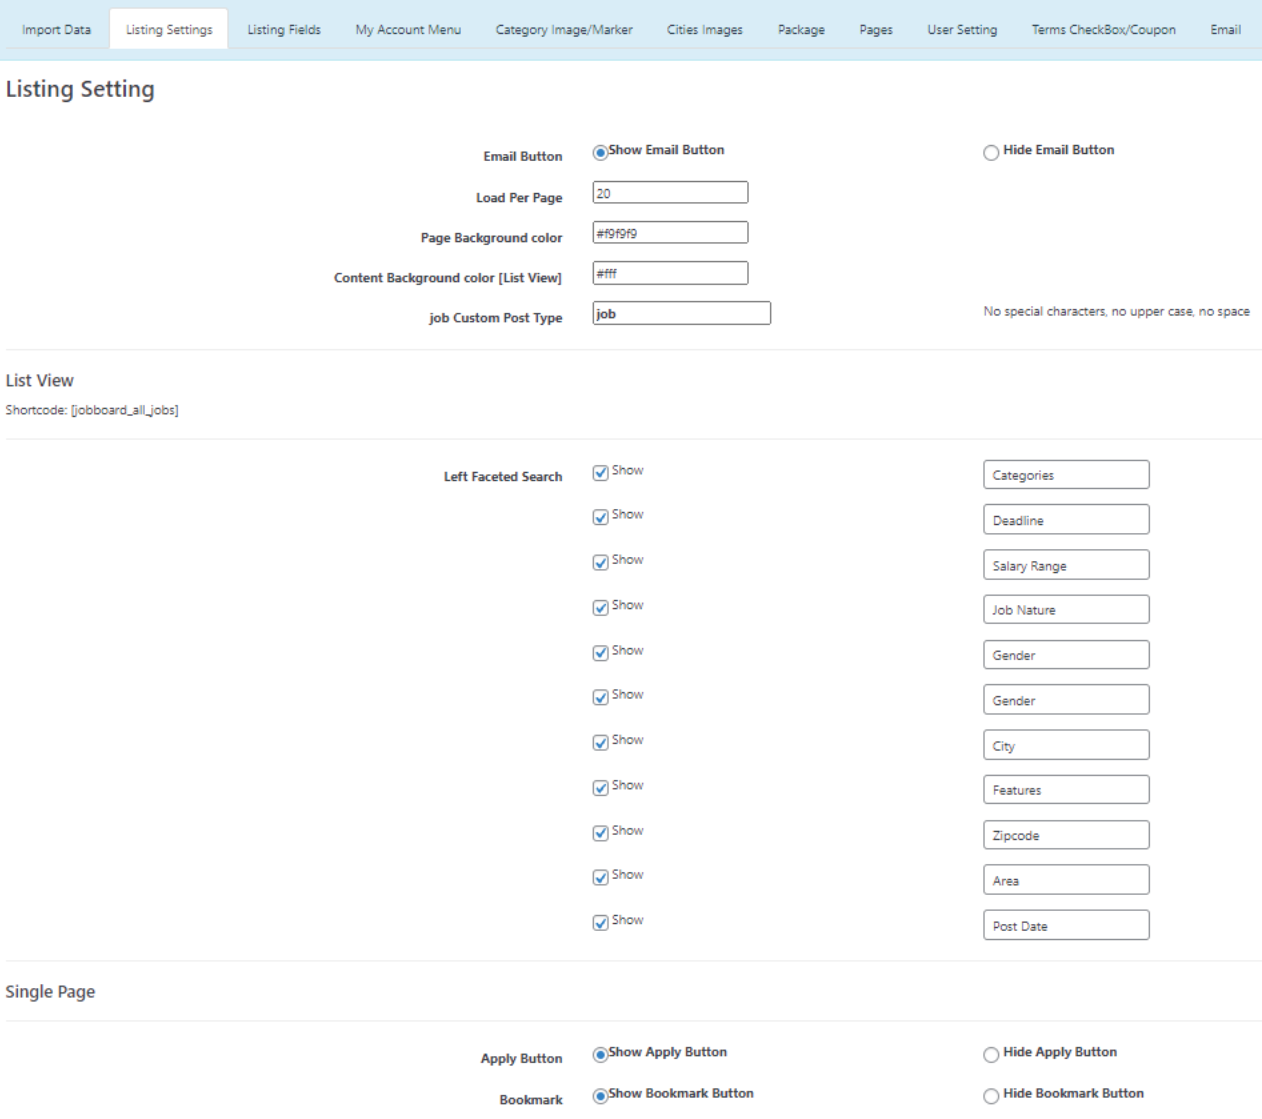 Import Data Listing Settings Listing Fields My Account Menu Category Image/Marker Cities Images Package Pages User Setting Terms CheckBox/Coupon Email
Listing Setting
Email Button Show Email Button Hide Email Button
Load Per Page 20
Page Background color #f9f9f9
Content Background color [List View] #fff
job Custom Post Type job No special characters, no upper case, no space
List View
Shortcode: [jobboard_all_jobs]
Left Faceted Search Show Categories
Show Deadline
Show Salary Range
Show Job Nature
Show Gender
Show Gender
Show City
Show Features
Show Zipcode
Show Area
Show Post Date
Single Page
Apply Button Show Apply Button Hide Apply Button
Bookmark Show Bookmark Button Hide Bookmark Button